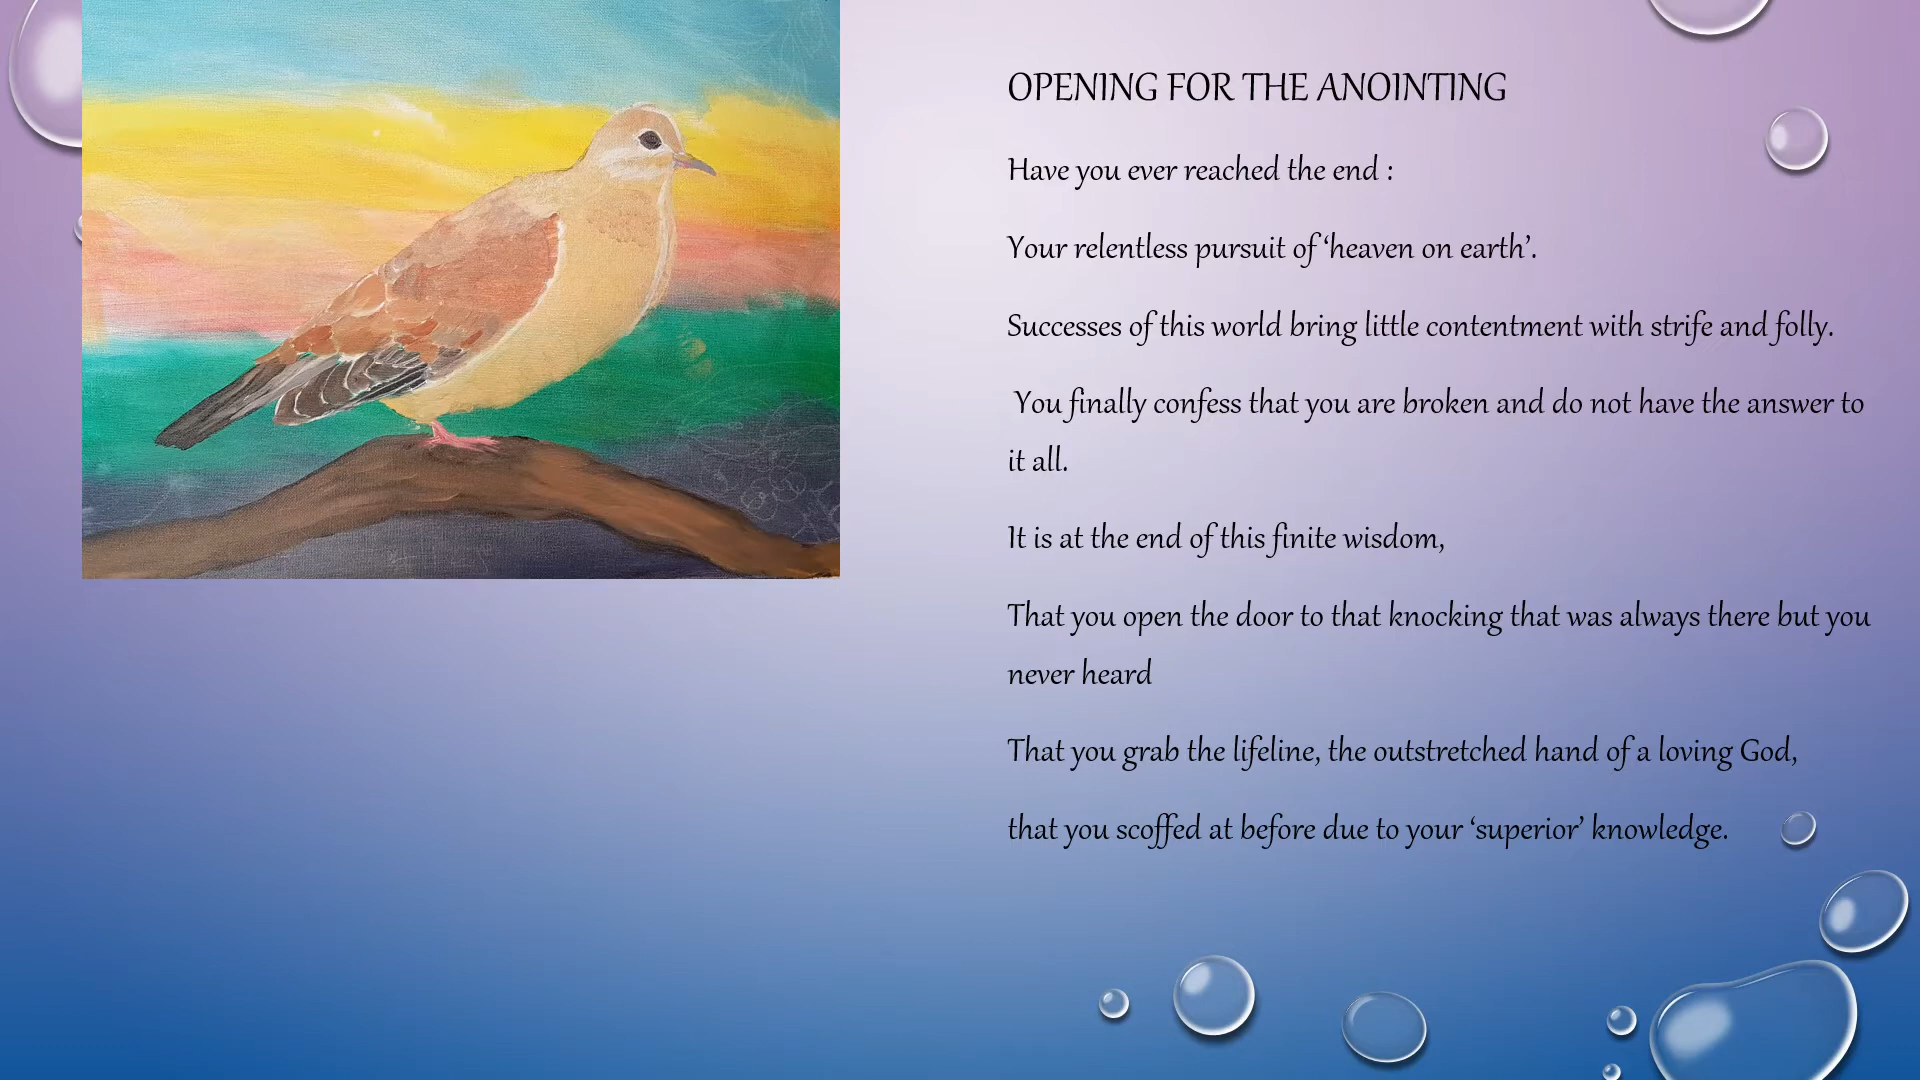 OPENING FOR THE ANOINTING
Have you ever reached the end :
Your relentless pursuit of ‘heaven on earth’.
Successes of this world bring little contentment with strife and folly.
You finally confess that you are broken and do not have the answer to
it all.
It is at the end of this finite wisdom,
That you open the door to that knocking that was always there but you
never heard
That you grab the lifeline, the outstretched hand of a loving God,
that you scoffed at before due to your ‘superior’ knowledge.